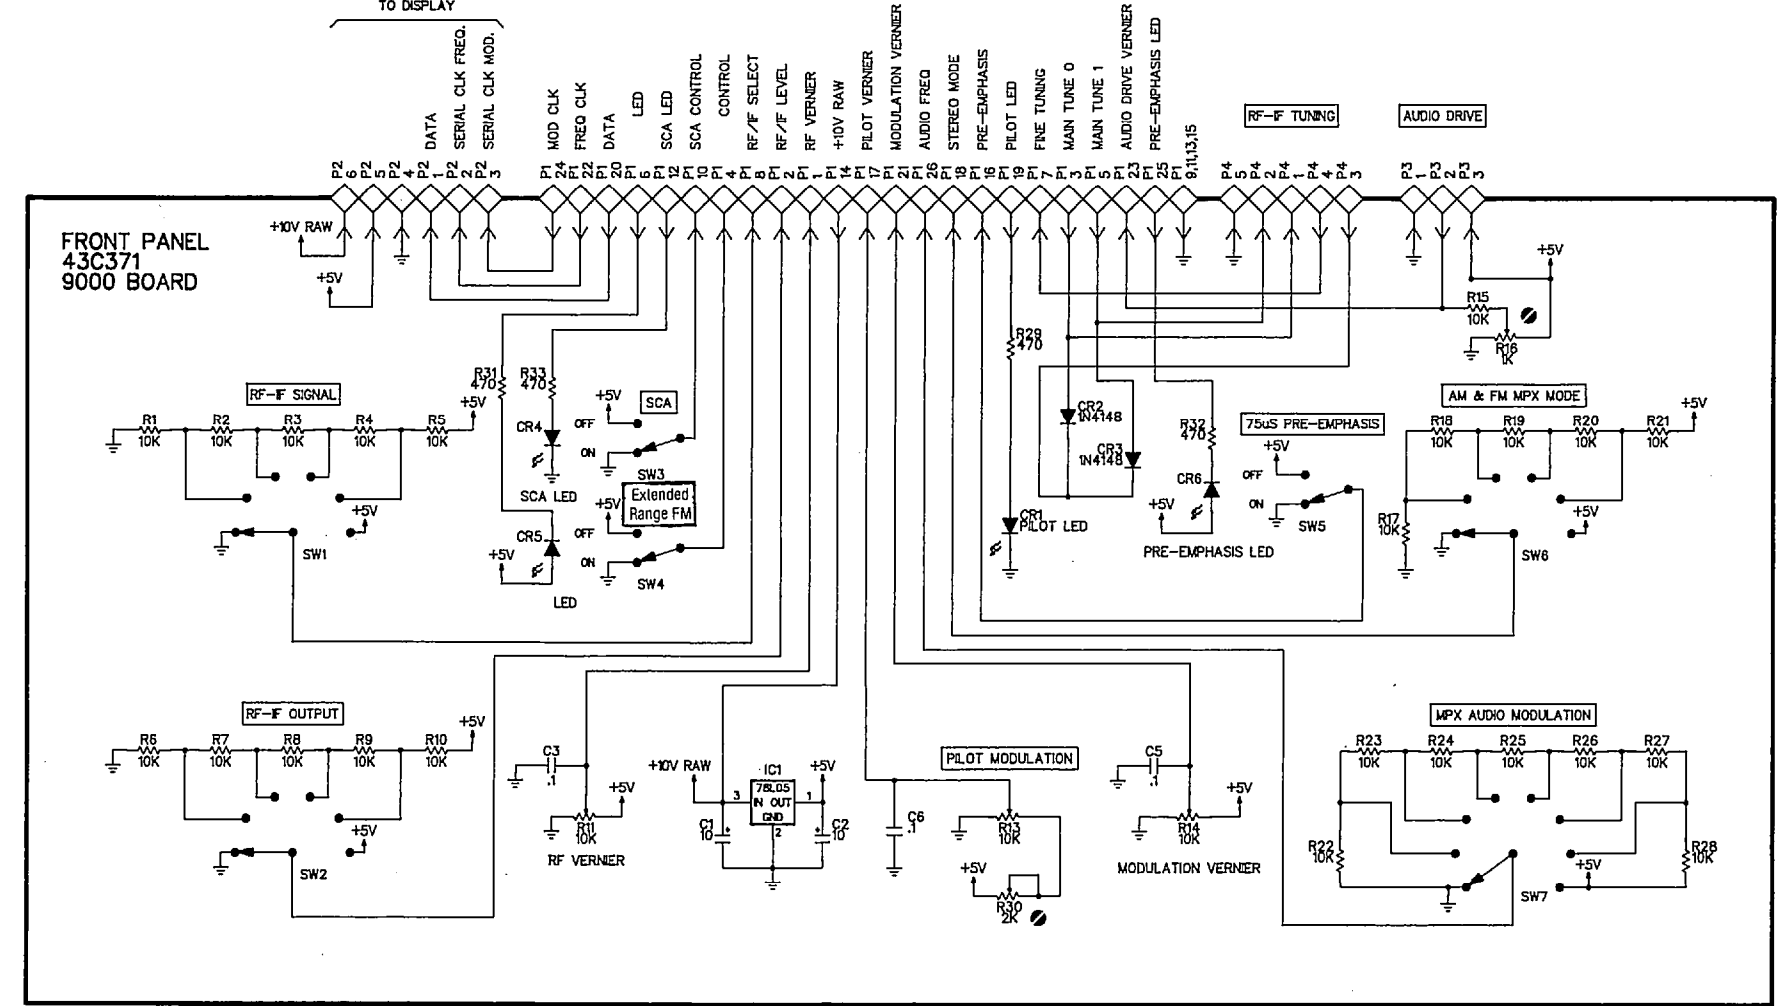 TO DISPLAY
DATA
SERIAL CLK FREQ.
SERIAL CLK MOD.
MOD CLK
FREQ CLK
DATA
LED
SCA LED
SCA CONTROL
CONTROL
RF/IF SELECT
RF/IF LEVEL
RF VERNIER
+10V RAW
PILOT VERNIER
MODULATION VERNIER
AUDIO FREQ
STEREO MODE
PRE-EMPHASIS
PILOT LED
FINE TUNING
MAIN TUNE 0
MAIN TUNE 1
AUDIO DRIVE VERNIER
PRE-EMPHASIS LED
RF-IF TUNING
AUDIO DRIVE
P2 6
P2 5
P2 4
P2 1
P2 2
P2 3
P1 24
P1 22
P1 20
P1 6
P1 12
P1 10
P1 4
P1 8
P1 2
P1 1
P1 14
P1 17
P1 21
P1 26
P1 18
P1 16
P1 19
P1 7
P1 3
P1 5
P1 23
P1 25
P1 9,11,13,15
P4 5
P4 2
P4 1
P4 4
P4 3
P3 1
P3 2
P3 3
FRONT PANEL
43C371
9000 BOARD
+10V RAW
+5V
+5V
R15
10K
R16
1K
R29
470
R31
470
R33
470
RF-IF SIGNAL
R1
10K
R2
10K
R3
10K
R4
10K
R5
10K
+5V
+5V
SW1
CR4
SCA LED
CR5
+5V
LED
SCA
+5V
OFF
ON
SW3
Extended
Range FM
+5V
OFF
ON
SW4
CR2
1N4148
CR3
1N4148
CR1
PILOT LED
R32
470
CR6
+5V
PRE-EMPHASIS LED
75uS PRE-EMPHASIS
+5V
OFF
ON
SW5
AM & FM MPX MODE
R18
10K
R19
10K
R20
10K
R21
10K
+5V
R17
10K
+5V
SW6
RF-IF OUTPUT
R6
10K
R7
10K
R8
10K
R9
10K
R10
10K
+5V
+5V
SW2
C3
.1
+5V
R11
10K
RF VERNIER
+10V RAW
IC1
78L05
IN OUT
GND
3
1
2
+5V
C1
10
+
C2
10
+
C6
.1
PILOT MODULATION
R13
10K
+5V
R30
2K
C5
.1
+5V
R14
10K
MODULATION VERNIER
MPX AUDIO MODULATION
R23
10K
R24
10K
R25
10K
R26
10K
R27
10K
R22
10K
R28
10K
+5V
SW7